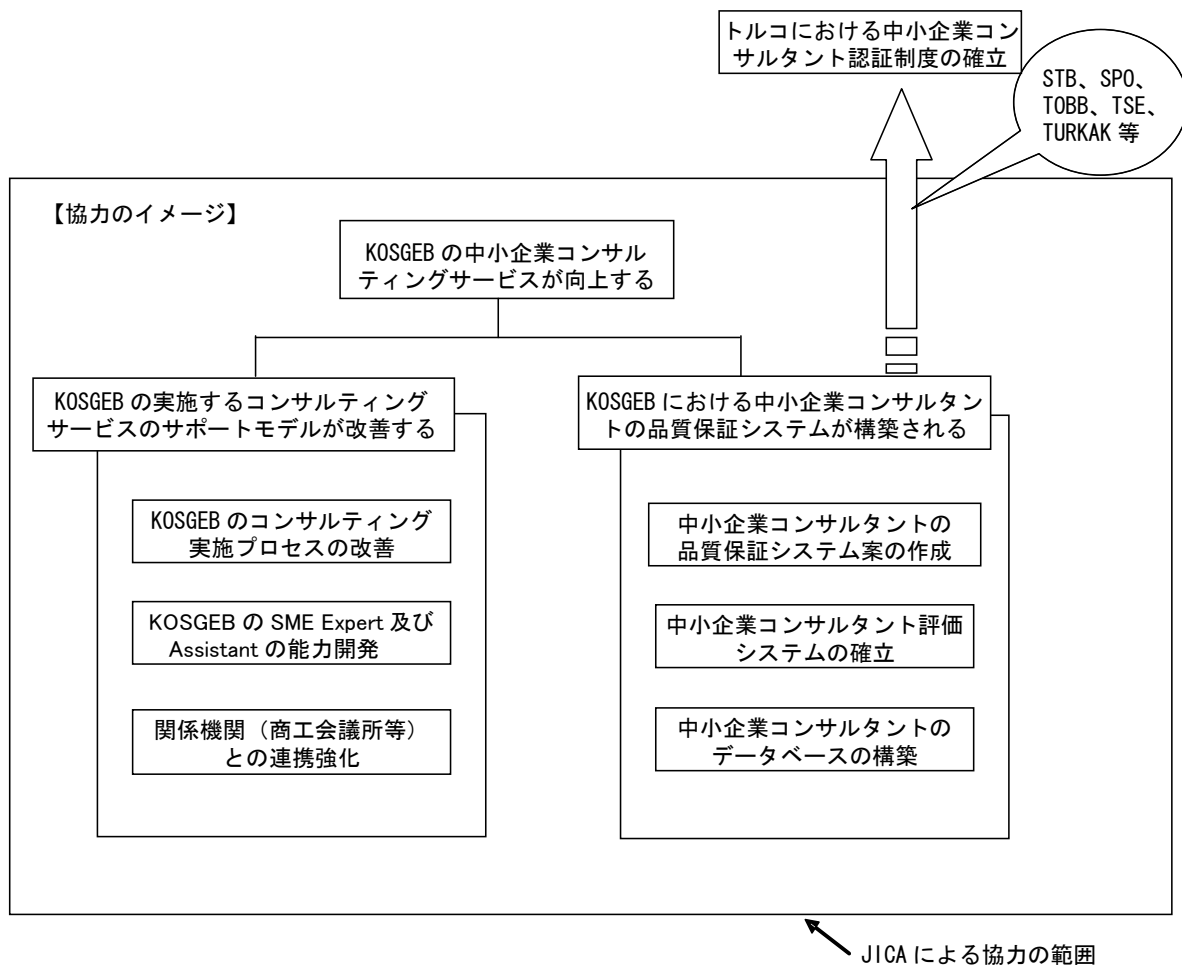 トルコにおける中小企業コン
サルタント認証制度の確立
STB、SPO、
TOBB、TSE、
TURKAK 等
【協力のイメージ】
KOSGEB の中小企業コンサル
ティングサービスが向上する
KOSGEB の実施するコンサルティング
サービスのサポートモデルが改善する
KOSGEB のコンサルティング
実施プロセスの改善
KOSGEB の SME Expert 及び
Assistant の能力開発
関係機関（商工会議所等）
との連携強化
KOSGEB における中小企業コンサルタン
トの品質保証システムが構築される
中小企業コンサルタントの
品質保証システム案の作成
中小企業コンサルタント評価
システムの確立
中小企業コンサルタントの
データベースの構築
JICA による協力の範囲